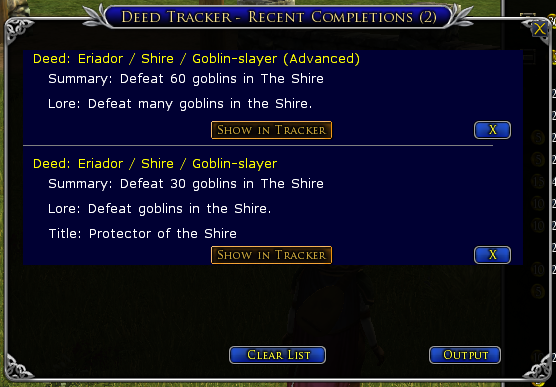 Deed Tracker - Recent Completions (2)
X
Deed: Eriador / Shire / Goblin-slayer (Advanced)
Summary: Defeat 60 goblins in The Shire
Lore: Defeat many goblins in the Shire.
Show in Tracker
X
Deed: Eriador / Shire / Goblin-slayer
Summary: Defeat 30 goblins in The Shire
Lore: Defeat goblins in the Shire.
Title: Protector of the Shire
Show in Tracker
X
Clear List
Output